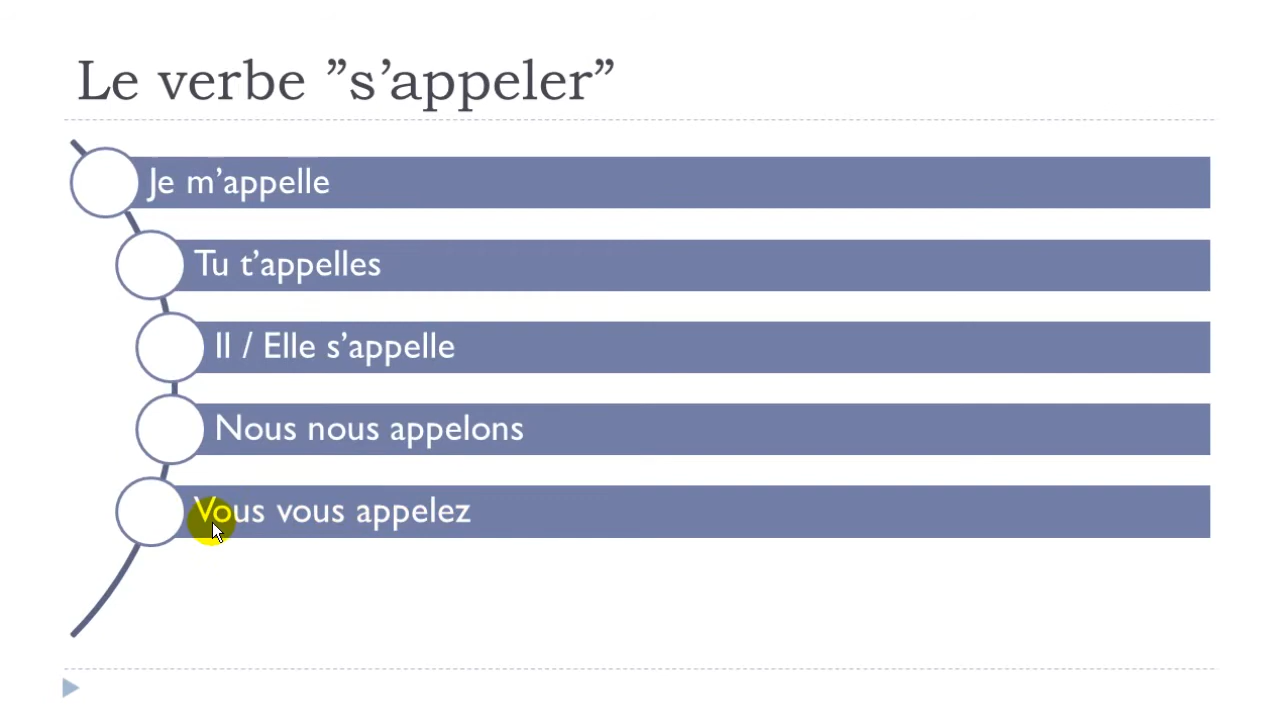 Le verbe ”s’appeler”
Je m’appelle
Tu t’appelles
Il / Elle s’appelle
Nous nous appelons
Vous vous appelez